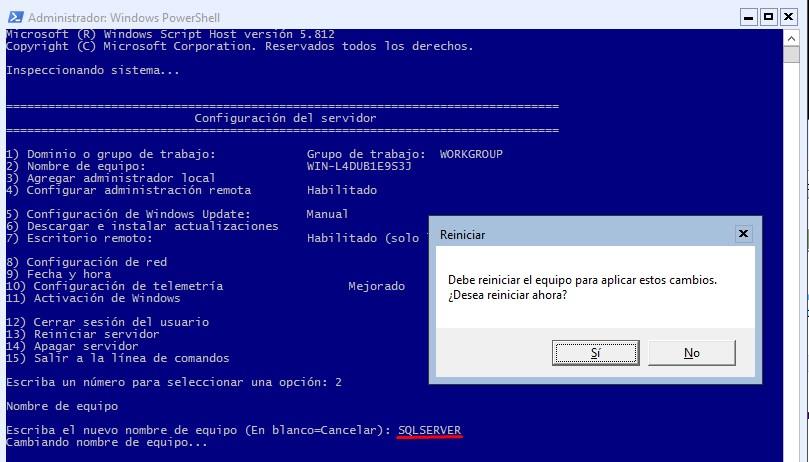 Administrador: Windows PowerShell
Microsoft (R) Windows Script Host versión 5.812
Copyright (C) Microsoft Corporation. Reservados todos los derechos.
Inspeccionando sistema...
===============================================================================
Configuración del servidor
===============================================================================
1) Dominio o grupo de trabajo: Grupo de trabajo: WORKGROUP
2) Nombre de equipo: WIN-L4DUB1E9S3J
3) Agregar administrador local
4) Configurar administración remota Habilitado
5) Configuración de Windows Update: Manual
6) Descargar e instalar actualizaciones
7) Escritorio remoto: Habilitado (solo
8) Configuración de red
9) Fecha y hora
10) Configuración de telemetría Mejorado
11) Activación de Windows
12) Cerrar sesión del usuario
13) Reiniciar servidor
14) Apagar servidor
15) Salir a la línea de comandos
Escriba un número para seleccionar una opción: 2
Nombre de equipo
Escriba el nuevo nombre de equipo (En blanco=Cancelar): SQLSERVER
Cambiando nombre de equipo...
Reiniciar
Debe reiniciar el equipo para aplicar estos cambios.
¿Desea reiniciar ahora?
Sí
No